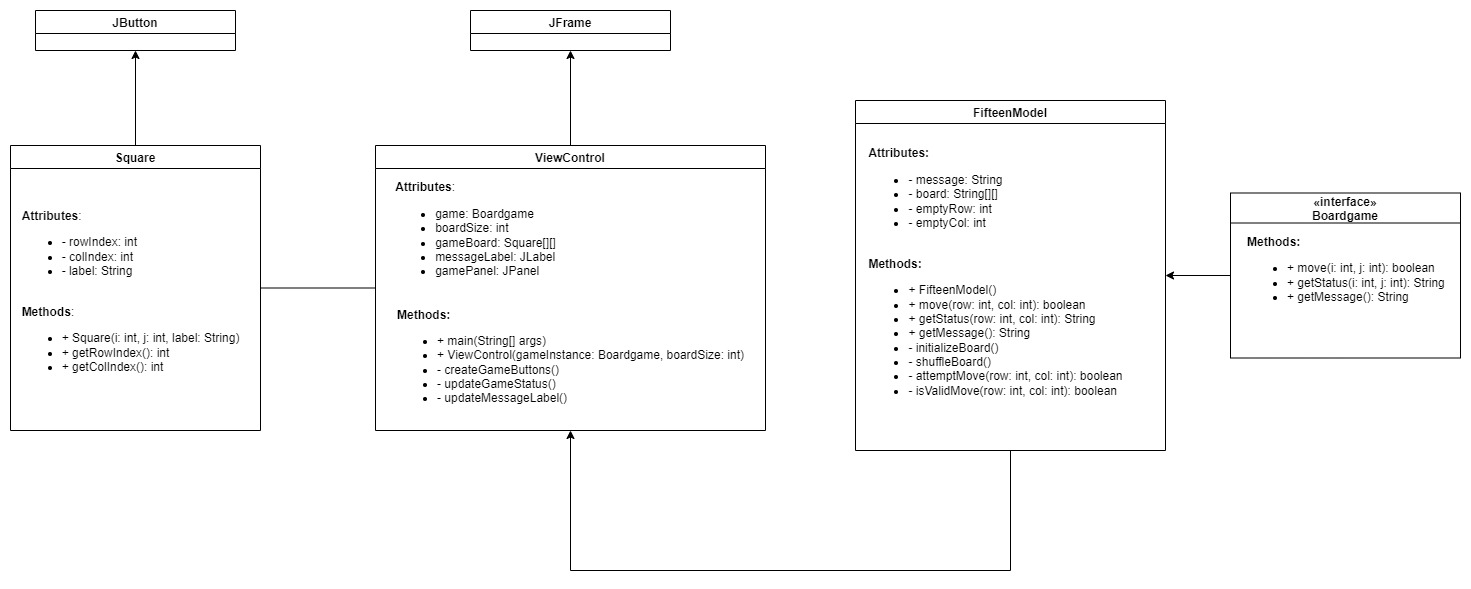 JButton
JFrame
Square
Attributes:
- rowIndex: int
- colIndex: int
- label: String
Methods:
+ Square(i: int, j: int, label: String)
+ getRowIndex(): int
+ getColIndex(): int
ViewControl
Attributes:
game: Boardgame
boardSize: int
gameBoard: Square[][]
messageLabel: JLabel
gamePanel: JPanel
Methods:
+ main(String[] args)
+ ViewControl(gameInstance: Boardgame, boardSize: int)
- createGameButtons()
- updateGameStatus()
- updateMessageLabel()
FifteenModel
Attributes:
- message: String
- board: String[][]
- emptyRow: int
- emptyCol: int
Methods:
+ FifteenModel()
+ move(row: int, col: int): boolean
+ getStatus(row: int, col: int): String
+ getMessage(): String
- initializeBoard()
- shuffleBoard()
- attemptMove(row: int, col: int): boolean
- isValidMove(row: int, col: int): boolean
«interface»
Boardgame
Methods:
+ move(i: int, j: int): boolean
+ getStatus(i: int, j: int): String
+ getMessage(): String